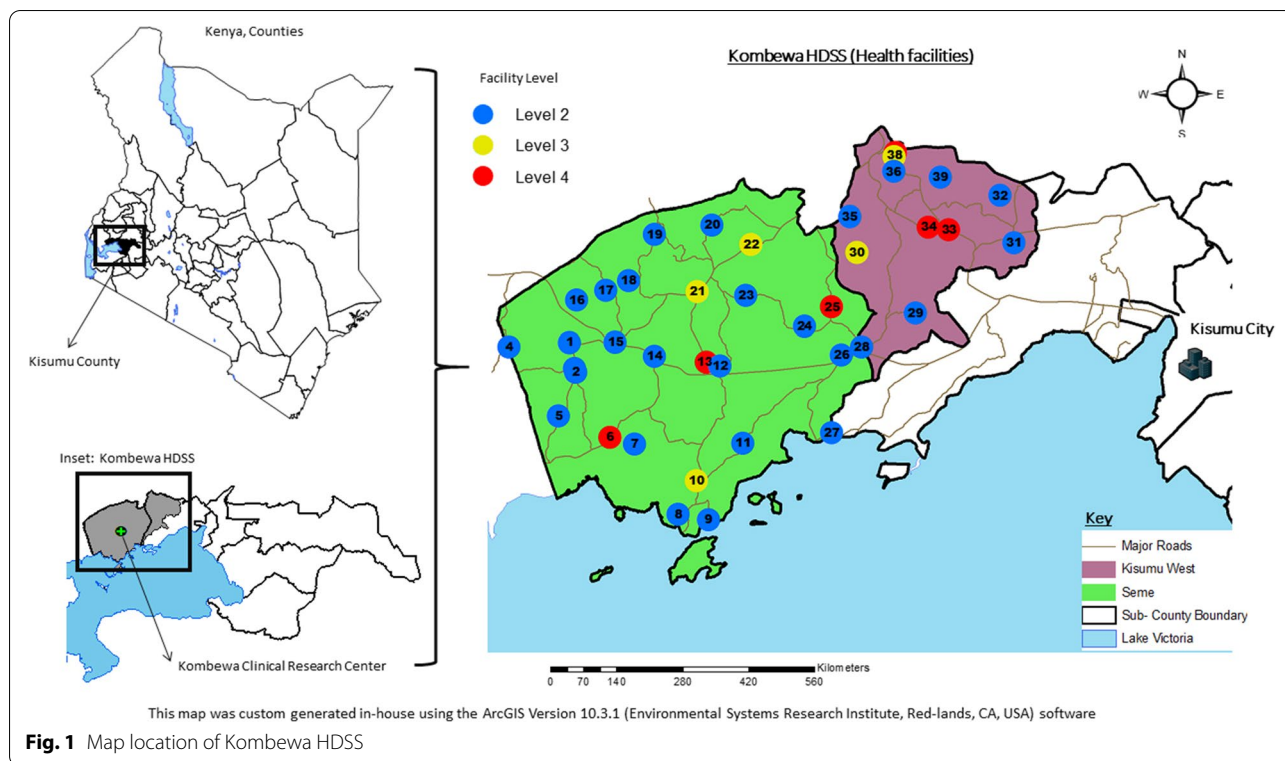 Kenya, Counties
Kisumu County
Inset: Kombewa HDSS
Kombewa Clinical Research Center
Kombewa HDSS (Health facilities)
Facility Level
Level 2
Level 3
Level 4
N
W
E
S
38
36
39
32
35
34
33
31
30
20
19
22
18
17
16
21
23
25
24
29
28
26
1
15
4
14
13
12
2
5
6
7
11
27
10
8
9
Kisumu City
Key
Major Roads
Kisumu West
Seme
Sub- County Boundary
Lake Victoria
Kilometers
0 70 140 280 420 560
This map was custom generated in-house using the ArcGIS Version 10.3.1 (Environmental Systems Research Institute, Red-lands, CA, USA) software
Fig. 1 Map location of Kombewa HDSS